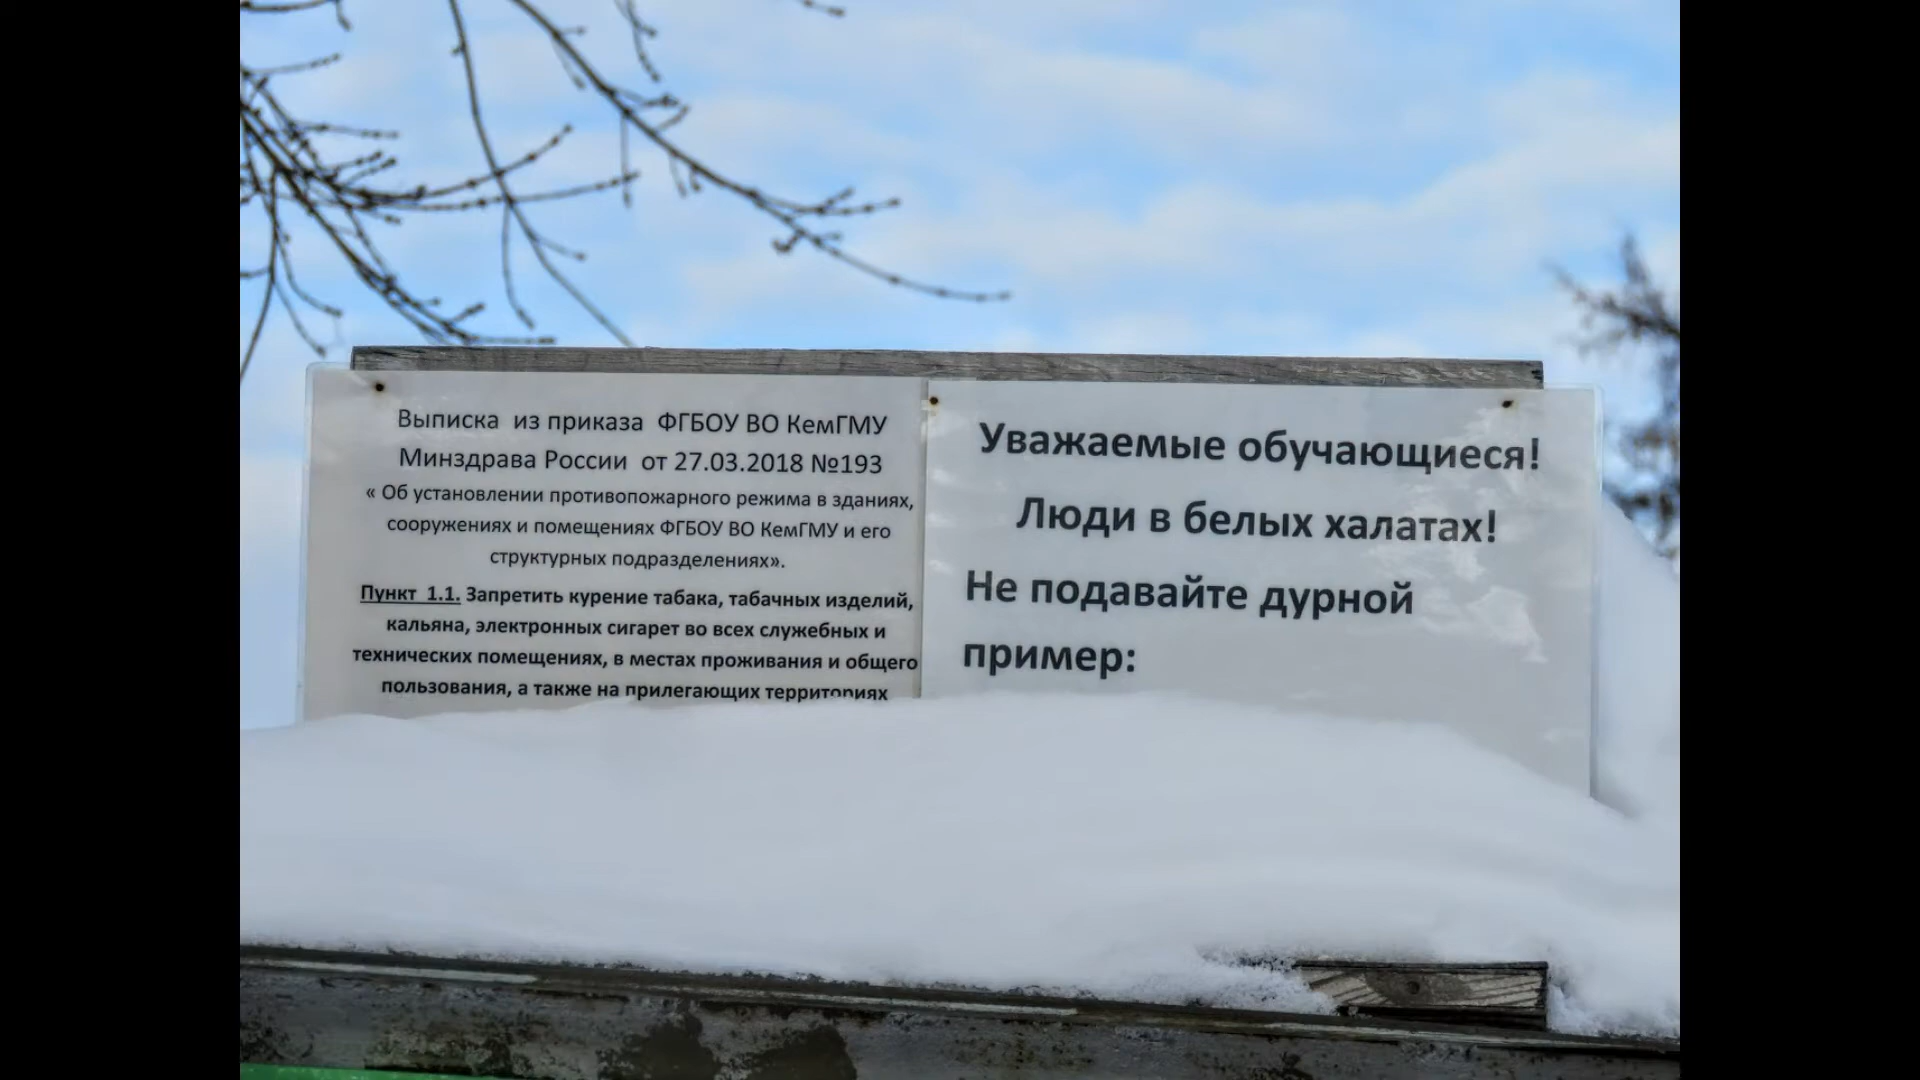 Выписка из приказа ФГБОУ ВО КемГМУ
Минздрава России от 27.03.2018 №193
« Об установлении противопожарного режима в зданиях,
сооружениях и помещениях ФГБОУ ВО КемГМУ и его
структурных подразделениях».
Пункт 1.1. Запретить курение табака, табачных изделий,
кальяна, электронных сигарет во всех служебных и
технических помещениях, в местах проживания и общего
пользования, а также на прилегающих территориях
Уважаемые обучающиеся!
Люди в белых халатах!
Не подавайте дурной
пример: